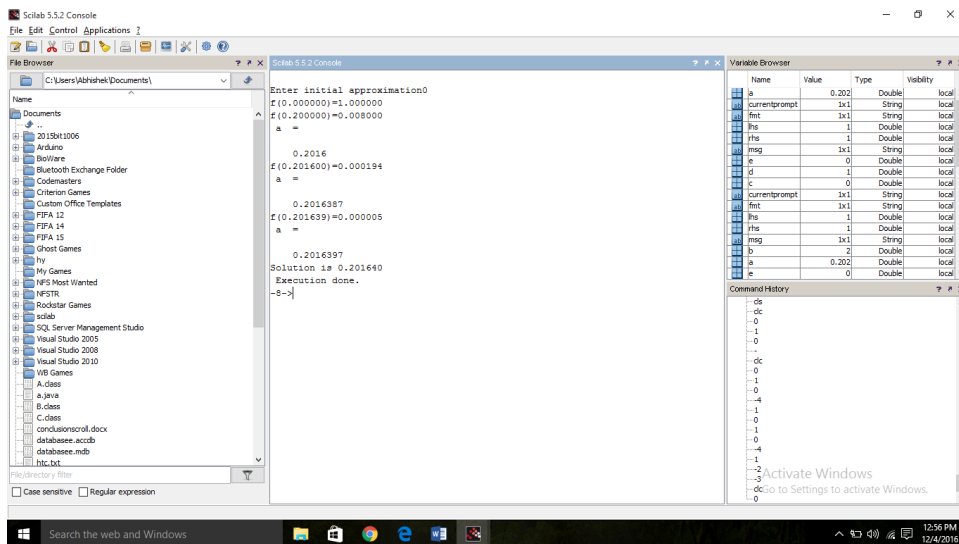 Scilab 5.5.2 Console
File Edit Control Applications ?
File Browser
C:\Users\Abhishek\Documents\
Name
Documents
..
2015bit1006
Arduino
BioWare
Bluetooth Exchange Folder
Codemasters
Criterion Games
Custom Office Templates
FIFA 12
FIFA 14
FIFA 15
Ghost Games
hy
My Games
NFS Most Wanted
NFSTR
Rockstar Games
scilab
SQL Server Management Studio
Visual Studio 2005
Visual Studio 2008
Visual Studio 2010
WB Games
A.class
a.java
B.class
C.class
conclusionscroll.docx
databasee.accdb
databasee.mdb
htc.txt
File/directory filter
Case sensitive Regular expression
Scilab 5.5.2 Console
Enter initial approximation0
f(0.000000)=1.000000
f(0.200000)=0.008000
a =
0.2016
f(0.201600)=0.000194
a =
0.2016387
f(0.201639)=0.000005
a =
0.2016397
Solution is 0.201640
Execution done.
-8->
Variable Browser
Name Value Type Visibility
a 0.202 Double local
currentprompt 1x1 String local
fmt 1x1 String local
lhs 1 Double local
rhs 1 Double local
msg 1x1 String local
e 0 Double local
d 1 Double local
c 0 Double local
currentprompt 1x1 String local
fmt 1x1 String local
lhs 1 Double local
rhs 1 Double local
msg 1x1 String local
b 2 Double local
a 0.202 Double local
e 0 Double local
Command History
cls
clc
0
1
0
-
clc
0
1
0
-4
1
0
1
0
-4
1
-2
-3
clc
0
Activate Windows
Go to Settings to activate Windows.
Search the web and Windows
12:56 PM
12/4/2016